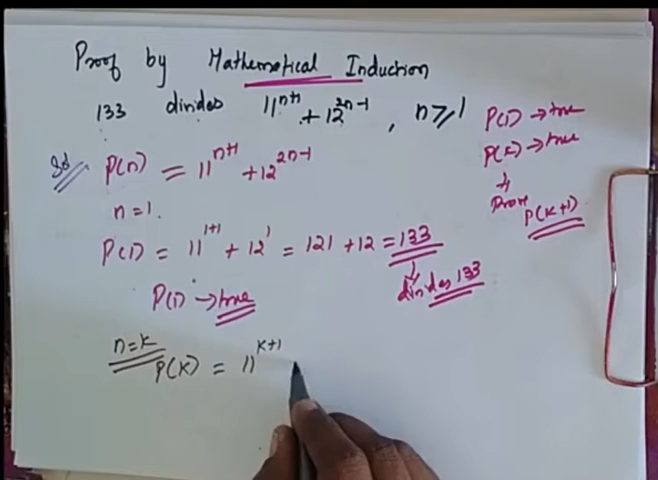 Proof by Mathematical Induction
133 divides 11^{n+1} + 12^{2n-1}, n ≥ 1
P(1) → true
P(k) → true
↓
Prove
P(k+1)
Sol
P(n) = 11^{n+1} + 12^{2n-1}
n=1.
P(1) = 11^{1+1} + 12^{1} = 121 + 12 = 133
↓
divides 133
P(1) → true
n=k
P(k) = 11^{k+1}